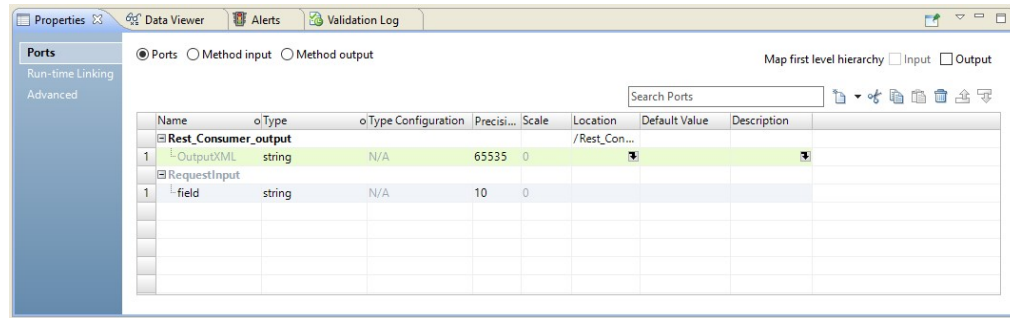 Properties Data Viewer Alerts Validation Log
Ports Ports Method input Method output
Map first level hierarchy Input Output
Run-time Linking
Advanced
Search Ports
Name o Type o Type Configuration Precisi... Scale Location Default Value Description
Rest_Consumer_output /Rest_Con...
1 OutputXML string N/A 65535 0
RequestInput
1 field string N/A 10 0